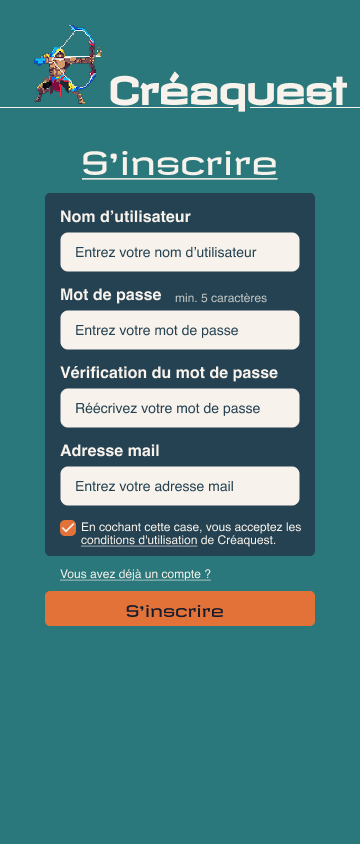 Créaquest
S'inscrire
Nom d'utilisateur
Entrez votre nom d'utilisateur
Mot de passe min. 5 caractères
Entrez votre mot de passe
Vérification du mot de passe
Réécrivez votre mot de passe
Adresse mail
Entrez votre adresse mail
En cochant cette case, vous acceptez les
conditions d'utilisation de Créaquest.
Vous avez déjà un compte ?
S'inscrire